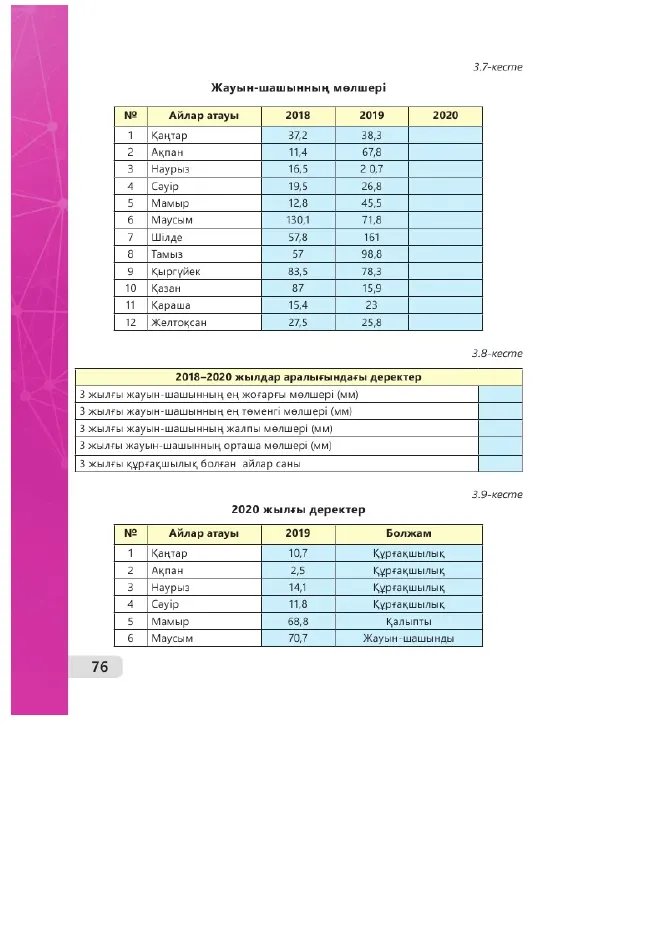 3.7-кесте
Жауын-шашынның мөлшері
№ Айлар атауы 2018 2019 2020
1 Қаңтар 37,2 38,3
2 Ақпан 11,4 67,8
3 Наурыз 16,5 2 0,7
4 Сәуір 19,5 26,8
5 Мамыр 12,8 45,5
6 Маусым 130,1 71,8
7 Шілде 57,8 161
8 Тамыз 57 98,8
9 Қыргүйек 83,5 78,3
10 Қазан 87 15,9
11 Қараша 15,4 23
12 Желтоқсан 27,5 25,8
3.8-кесте
2018–2020 жылдар аралығындағы деректер
3 жылғы жауын-шашынның ең жоғарғы мөлшері (мм)
3 жылғы жауын-шашынның ең төменгі мөлшері (мм)
3 жылғы жауын-шашынның жалпы мөлшері (мм)
3 жылғы жауын-шашынның орташа мөлшері (мм)
3 жылғы құрғақшылық болған айлар саны
3.9-кесте
2020 жылғы деректер
№ Айлар атауы 2019 Болжам
1 Қаңтар 10,7 Құрғақшылық
2 Ақпан 2,5 Құрғақшылық
3 Наурыз 14,1 Құрғақшылық
4 Сәуір 11,8 Құрғақшылық
5 Мамыр 68,8 Қалыпты
6 Маусым 70,7 Жауын-шашынды
76